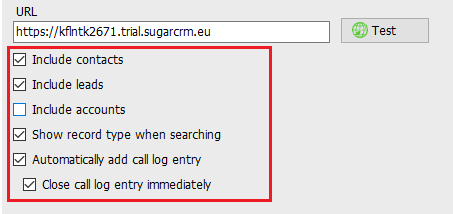 URL
https://kflntk2671.trial.sugarcrm.eu
Test
Include contacts
Include leads
Include accounts
Show record type when searching
Automatically add call log entry
Close call log entry immediately